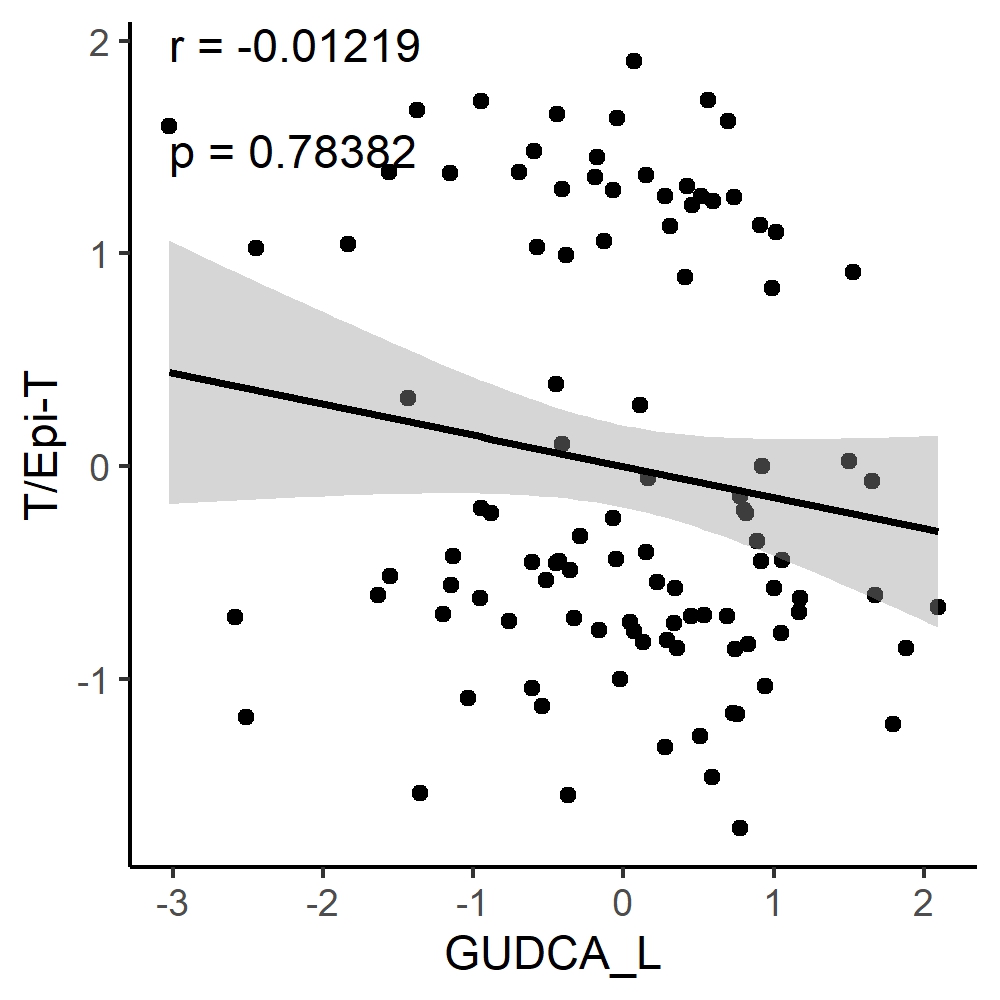 r = -0.01219
p = 0.78382
2
1
0
-1
T/Epi-T
-3 -2 -1 0 1 2
GUDCA_L